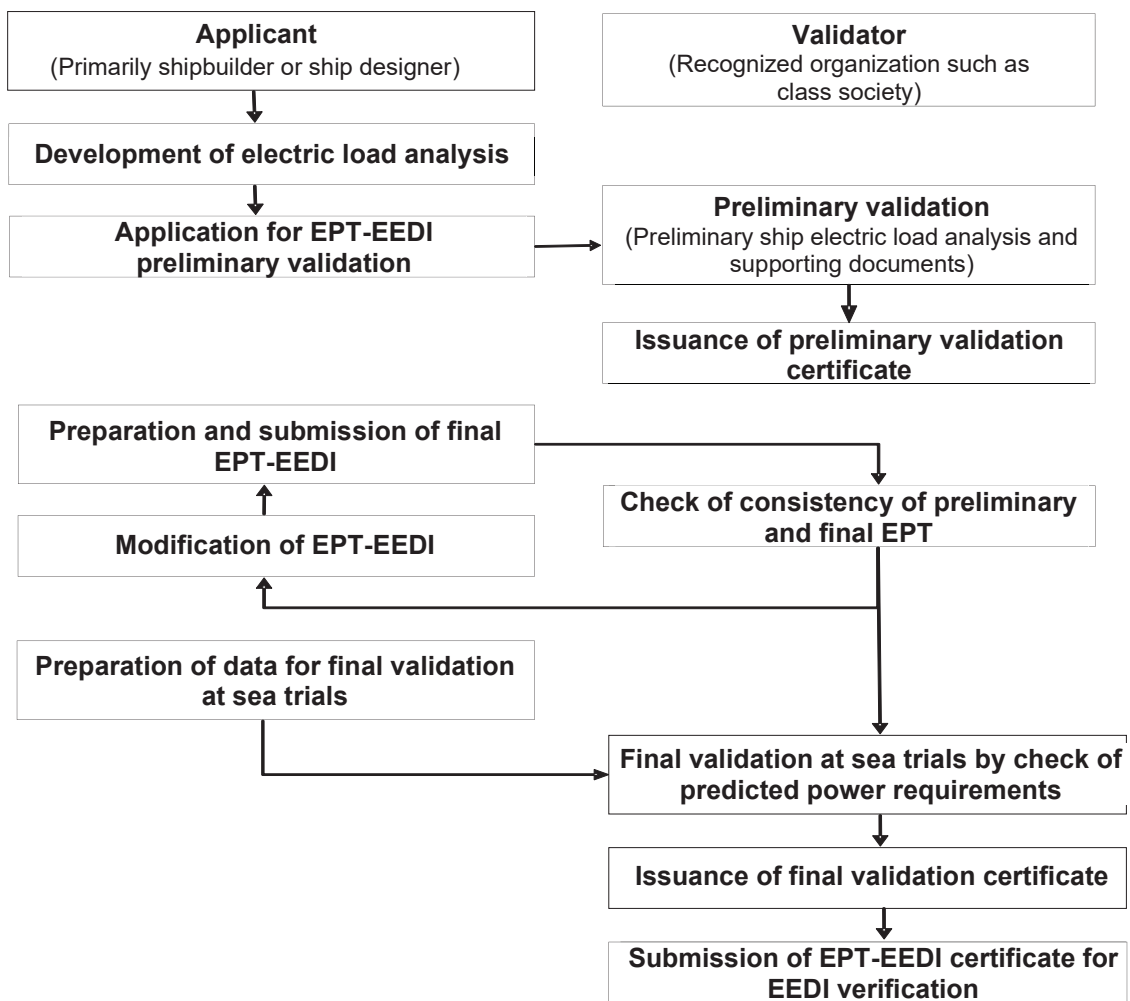 Applicant
(Primarily shipbuilder or ship designer)
Validator
(Recognized organization such as
class society)
Development of electric load analysis
Application for EPT-EEDI
preliminary validation
Preliminary validation
(Preliminary ship electric load analysis and
supporting documents)
Issuance of preliminary validation
certificate
Preparation and submission of final
EPT-EEDI
Check of consistency of preliminary
and final EPT
Modification of EPT-EEDI
Preparation of data for final validation
at sea trials
Final validation at sea trials by check of
predicted power requirements
Issuance of final validation certificate
Submission of EPT-EEDI certificate for
EEDI verification